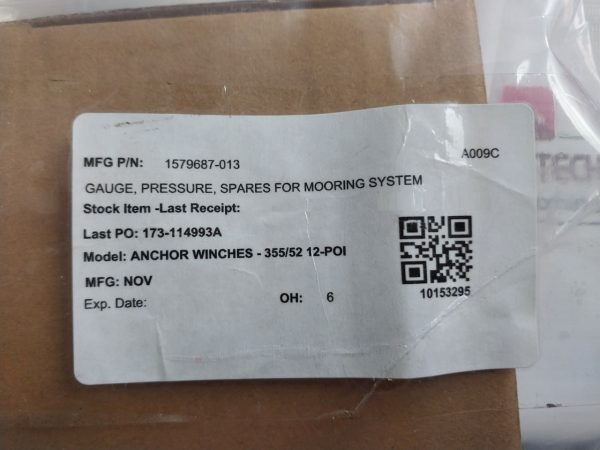 MFG P/N: 1579687-013
A009C
GAUGE, PRESSURE, SPARES FOR MOORING SYSTEM
Stock Item -Last Receipt:
Last PO: 173-114993A
Model: ANCHOR WINCHES - 355/52 12-POI
MFG: NOV
Exp. Date:
OH: 6
10153295